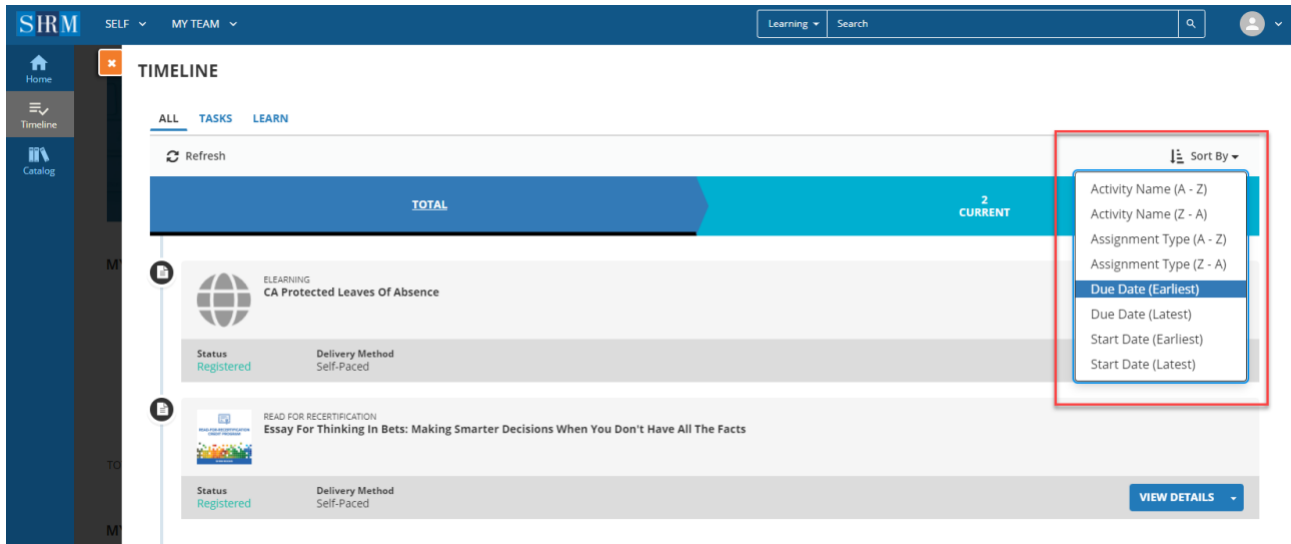 SHRM
SELF
MY TEAM
Learning
Search
Home
Timeline
Catalog
TIMELINE
ALL TASKS LEARN
Refresh
Sort By
TOTAL
2
CURRENT
Activity Name (A - Z)
Activity Name (Z - A)
Assignment Type (A - Z)
Assignment Type (Z - A)
Due Date (Earliest)
Due Date (Latest)
Start Date (Earliest)
Start Date (Latest)
M
ELEARNING
CA Protected Leaves Of Absence
Status Delivery Method
Registered Self-Paced
READ FOR RECERTIFICATION
Essay For Thinking In Bets: Making Smarter Decisions When You Don't Have All The Facts
TO
Status Delivery Method
Registered Self-Paced
VIEW DETAILS
M